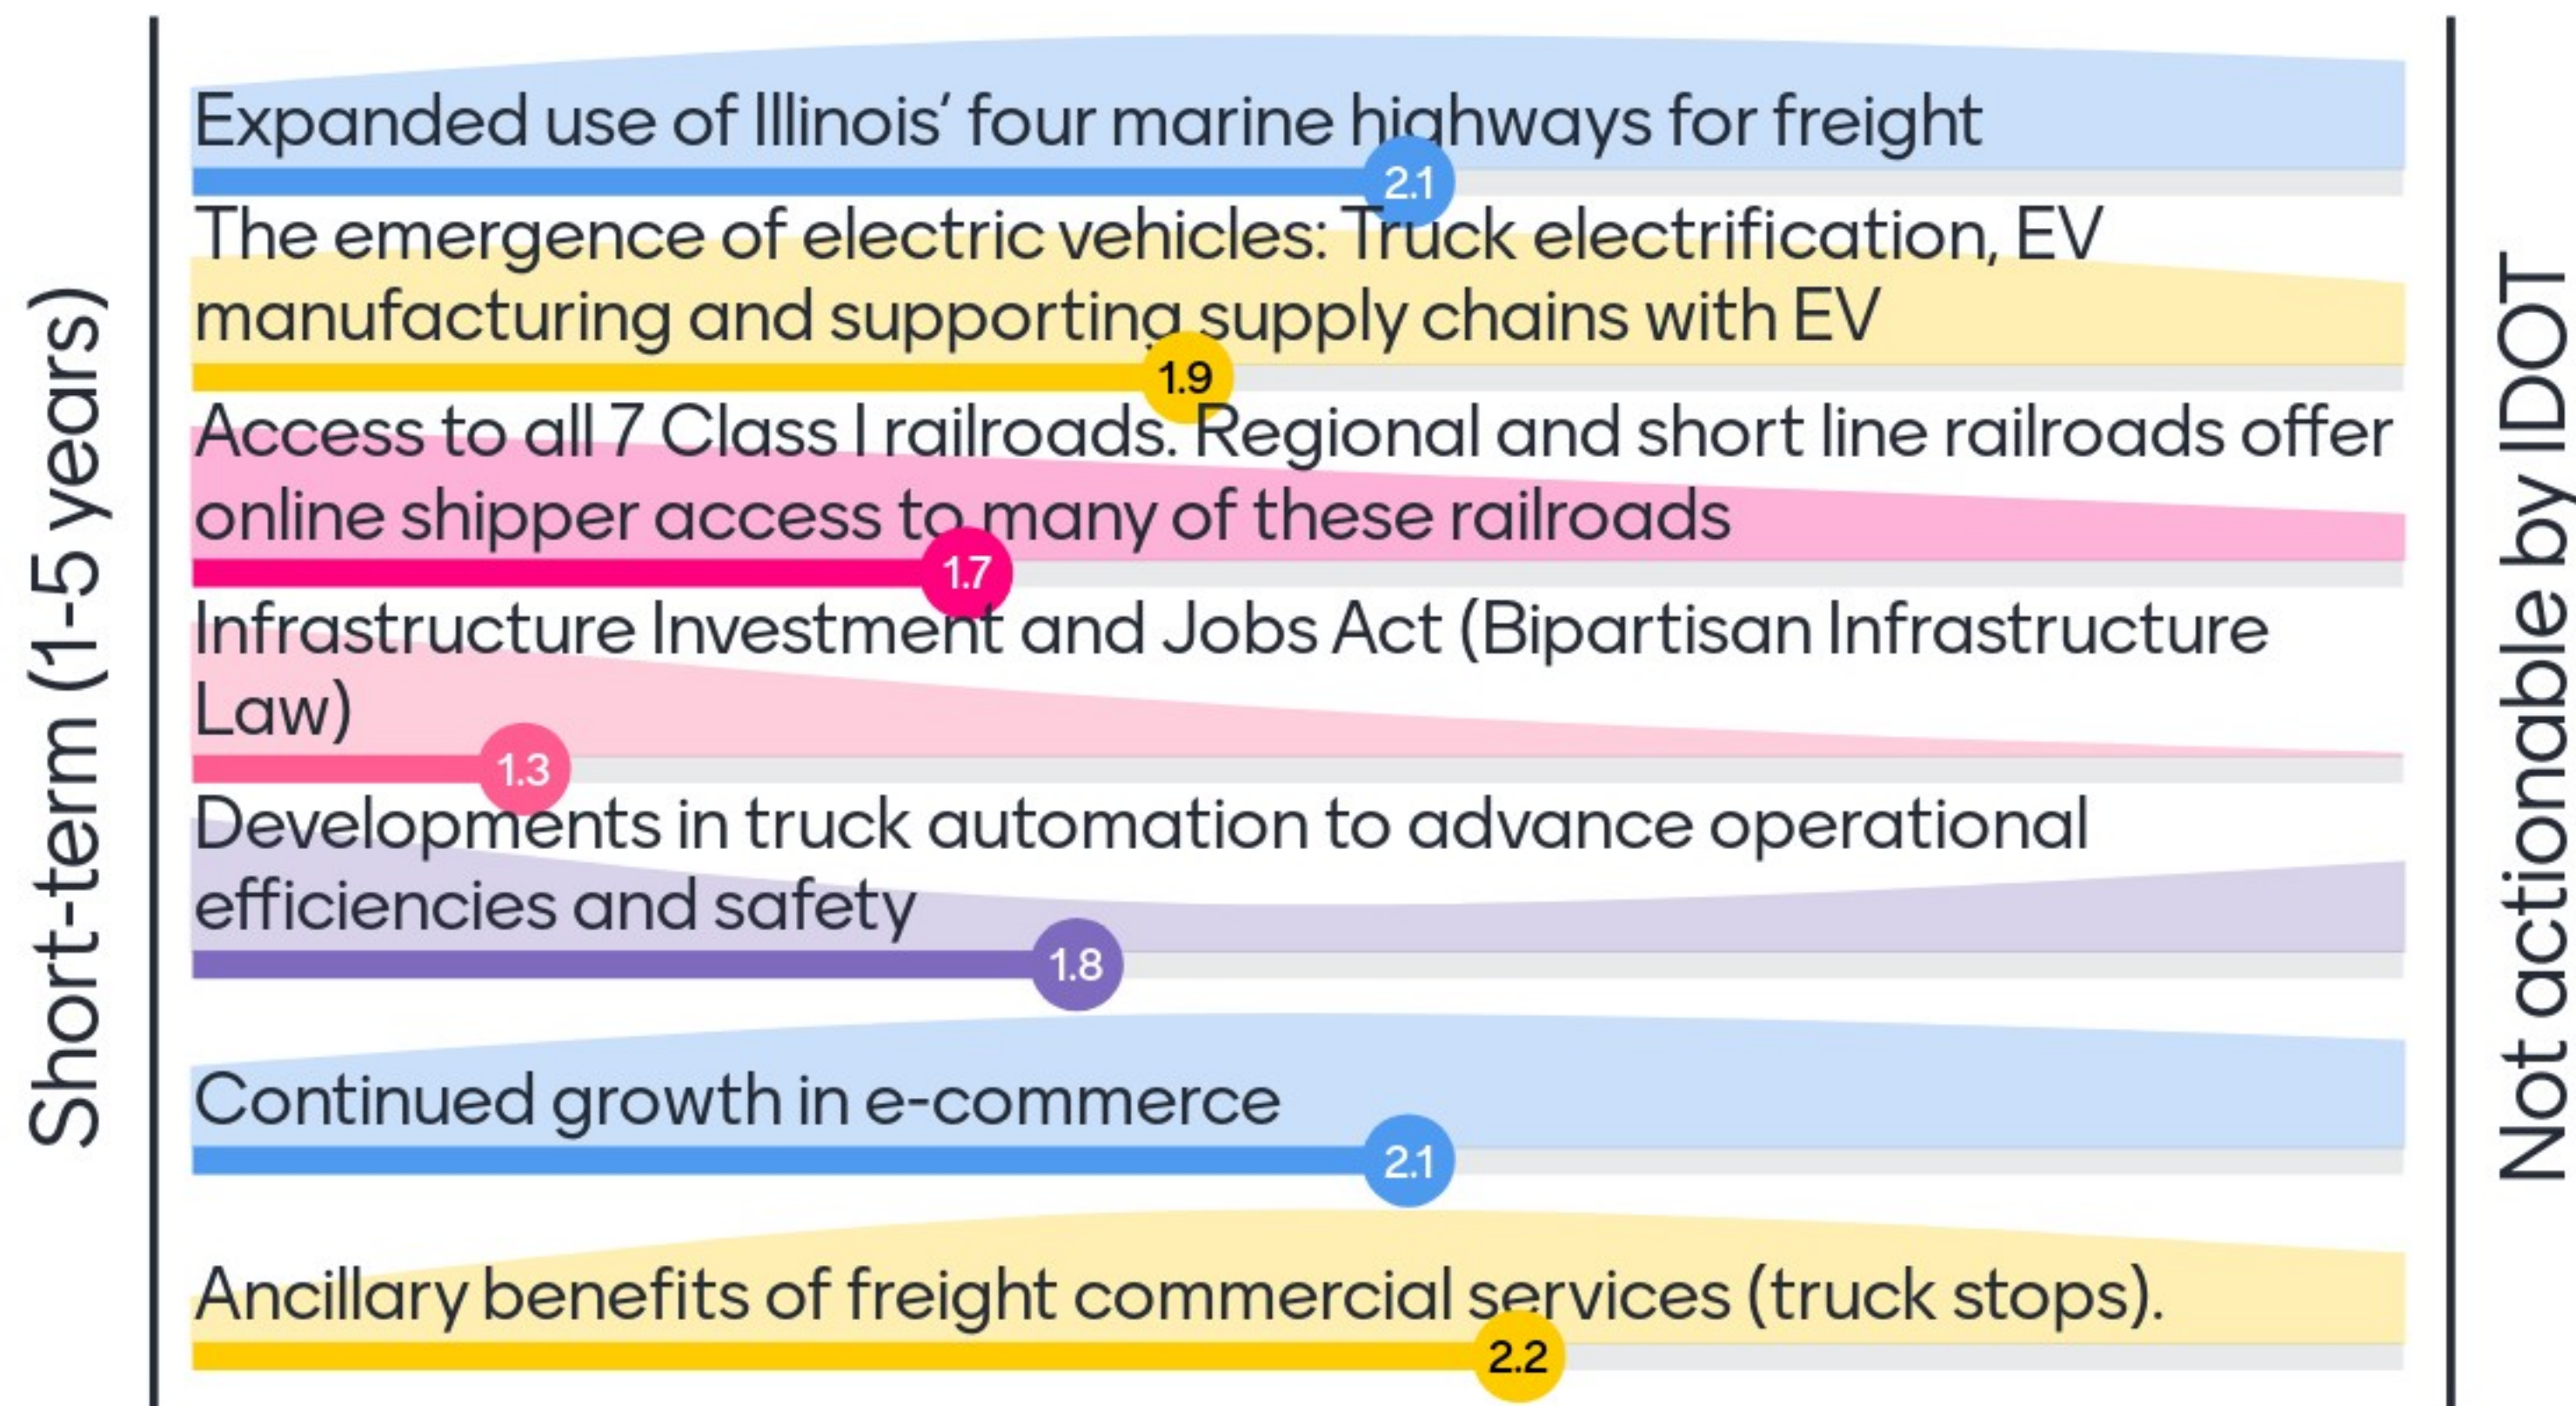 Short-term (1-5 years)
Expanded use of Illinois’ four marine highways for freight
2.1
The emergence of electric vehicles: Truck electrification, EV
manufacturing and supporting supply chains with EV
1.9
Access to all 7 Class I railroads. Regional and short line railroads offer
online shipper access to many of these railroads
1.7
Infrastructure Investment and Jobs Act (Bipartisan Infrastructure
Law)
1.3
Developments in truck automation to advance operational
efficiencies and safety
1.8
Continued growth in e-commerce
2.1
Ancillary benefits of freight commercial services (truck stops).
2.2
Not actionable by IDOT